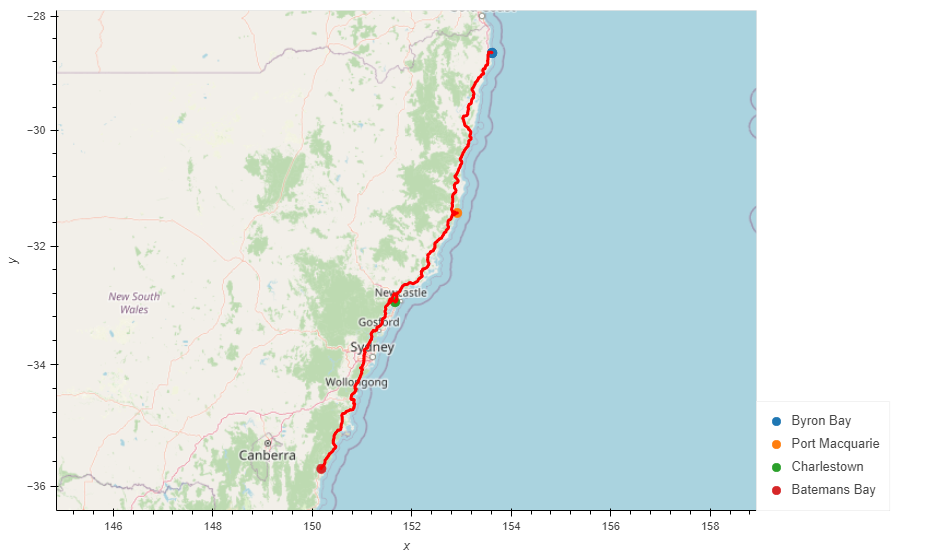 −28
−30
−32
−34
−36
y
New South
Wales
Newcastle
Gosford
Sydney
Wollongong
Canberra
146
148
150
152
154
156
158
x
Byron Bay
Port Macquarie
Charlestown
Batemans Bay